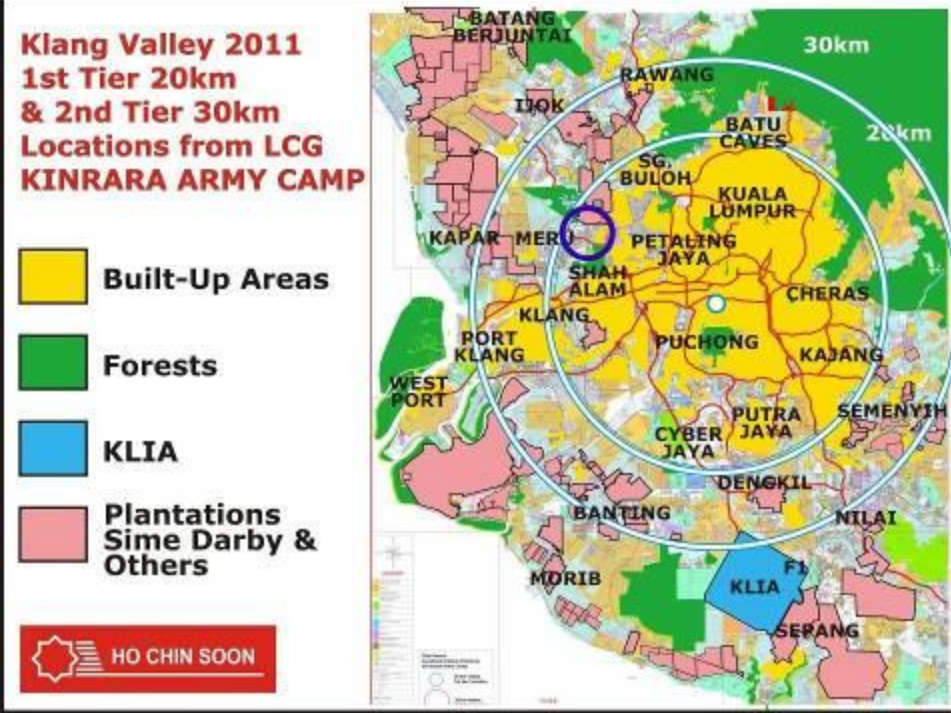 Klang Valley 2011
1st Tier 20km
& 2nd Tier 30km
Locations from LCG
KINRARA ARMY CAMP
Built-Up Areas
Forests
KLIA
Plantations
Sime Darby &
Others
HO CHIN SOON
BATANG
BERJUNTAI
30km
RAWANG
IJOK
BATU
CAVES
20km
SG.
BULOH
KUALA
LUMPUR
KAPAR
MERU
PETALING
JAYA
SHAH
ALAM
CHERAS
KLANG
PORT
KLANG
PUCHONG
KAJANG
WEST
PORT
PUTRA
JAYA
SEMENYIH
CYBER
JAYA
DENGKIL
BANTING
NILAI
MORIB
F1
KLIA
SEPANG